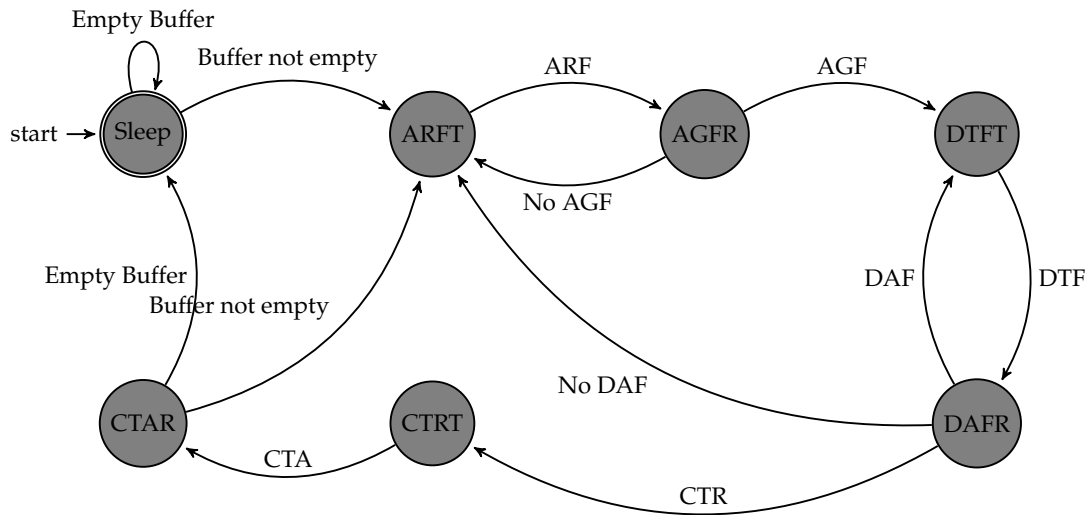 Empty Buffer
Buffer not empty
ARF
AGF
start
Sleep
ARFT
AGFR
DTFT
No AGF
Empty Buffer
Buffer not empty
DAF
DTF
No DAF
CTAR
CTRT
DAFR
CTA
CTR